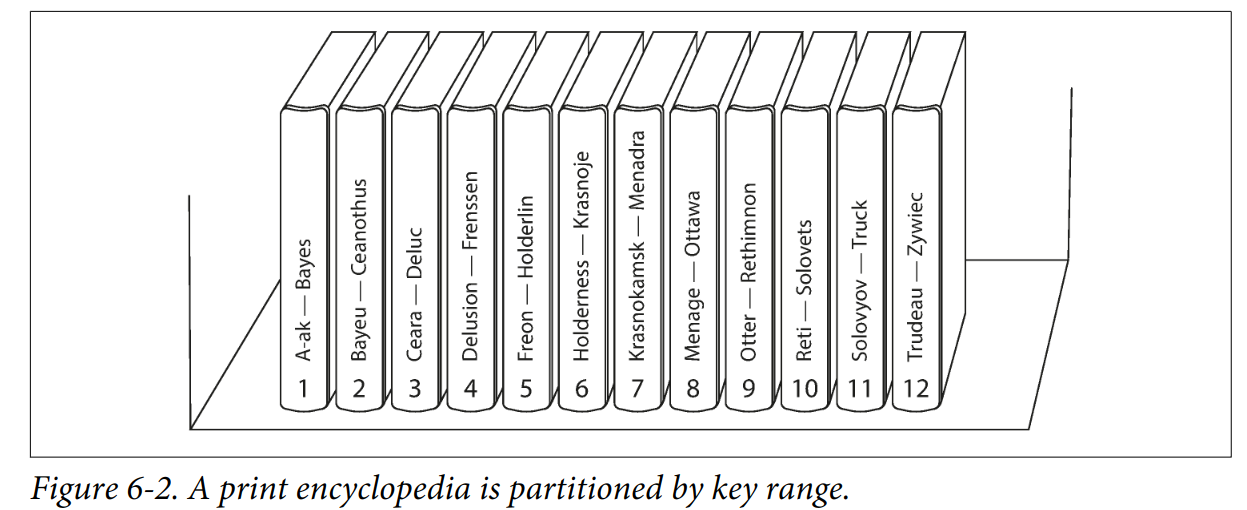 A-ak — Bayes
1
Bayeu — Ceanothus
2
Ceara — Deluc
3
Delusion — Frenssen
4
Freon — Holderlin
5
Holderness — Krasnoje
6
Krasnokamsk — Menadra
7
Menage — Ottawa
8
Otter — Rethimnon
9
Reti — Solovets
10
Solovyov — Truck
11
Trudeau — Zywiec
12
Figure 6-2. A print encyclopedia is partitioned by key range.